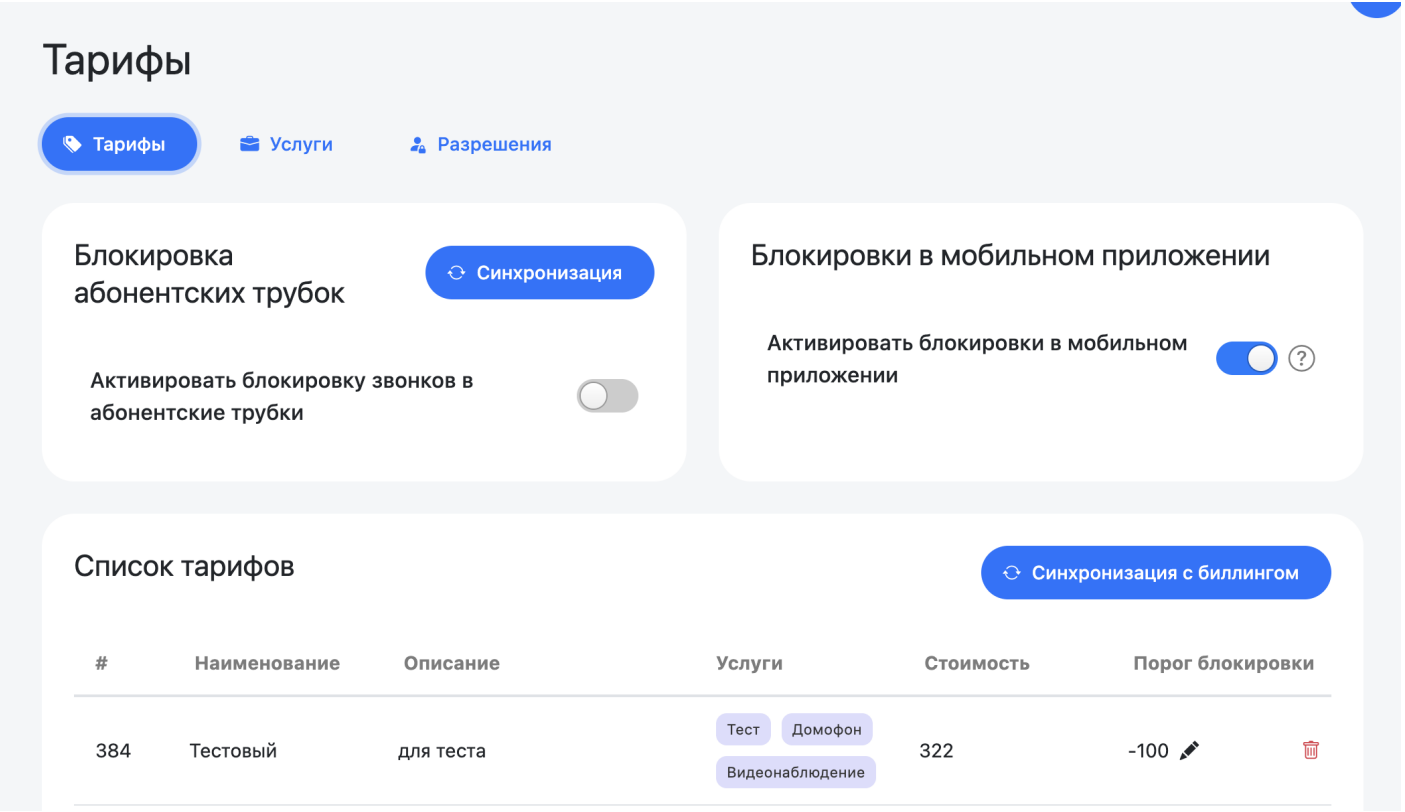 Тарифы
Тарифы
Услуги
Разрешения
Блокировка
абонентских трубок
Синхронизация
Активировать блокировку звонков в
абонентские трубки
Блокировки в мобильном приложении
Активировать блокировки в мобильном
приложении
?
Список тарифов
Синхронизация с биллингом
# Наименование Описание Услуги Стоимость Порог блокировки
384 Тестовый для теста Тест Домофон 322 -100
Видеонаблюдение